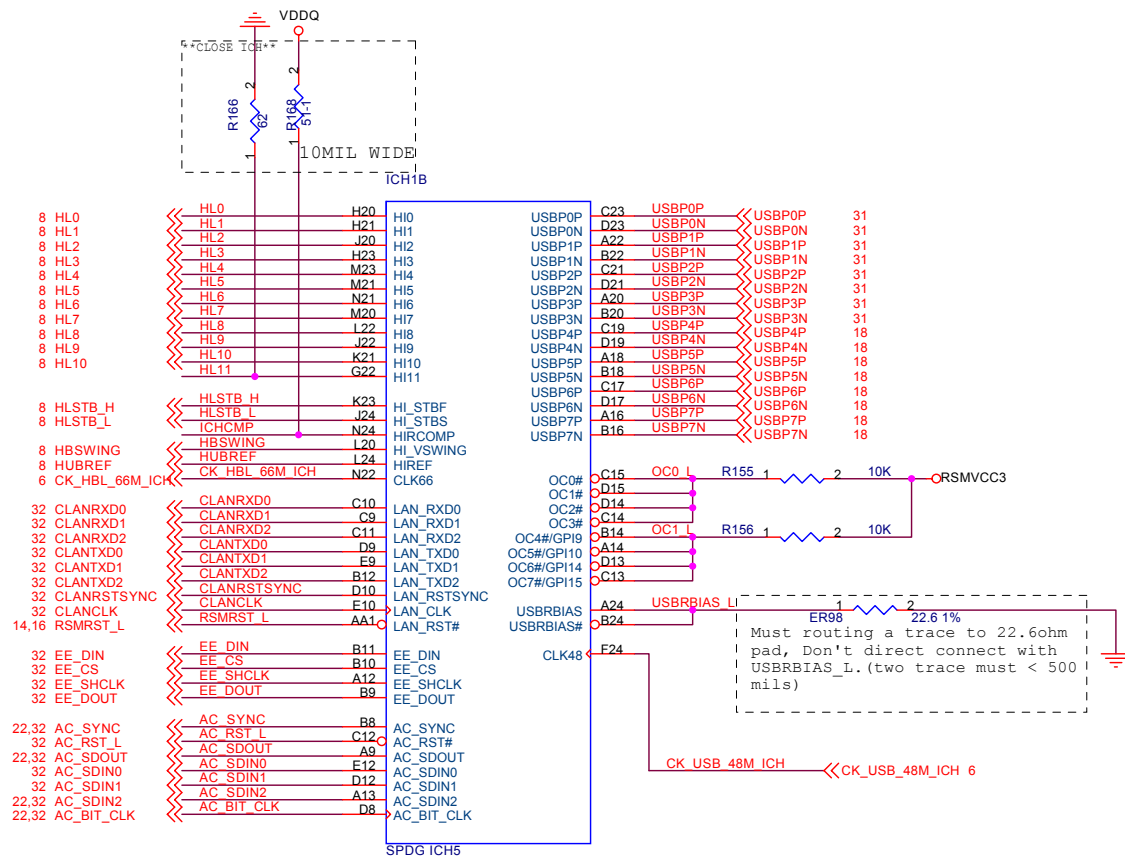 VDDQ
**CLOSE ICH**
R166
62
2
1
R168
51-1
2
1
10MIL WIDE
ICH1B
8 HL0 HL0 H20 HI0
8 HL1 HL1 H21 HI1
8 HL2 HL2 J20 HI2
8 HL3 HL3 H23 HI3
8 HL4 HL4 M23 HI4
8 HL5 HL5 M21 HI5
8 HL6 HL6 N21 HI6
8 HL7 HL7 M20 HI7
8 HL8 HL8 L22 HI8
8 HL9 HL9 J22 HI9
8 HL10 HL10 K21 HI10
HL11 G22 HI11
8 HLSTB_H HLSTB_H K23 HI_STBF
8 HLSTB_L HLSTB_L J24 HI_STBS
ICHCMP N24 HIRCOMP
8 HBSWING HBSWING L20 HI_VSWING
8 HUBREF HUBREF L24 HIREF
6 CK_HBL_66M_ICH CK_HBL_66M_ICH N22 CLK66
32 CLANRXD0 CLANRXD0 C10 LAN_RXD0
32 CLANRXD1 CLANRXD1 C9 LAN_RXD1
32 CLANRXD2 CLANRXD2 C11 LAN_RXD2
32 CLANTXD0 CLANTXD0 D9 LAN_TXD0
32 CLANTXD1 CLANTXD1 E9 LAN_TXD1
32 CLANTXD2 CLANTXD2 B12 LAN_TXD2
32 CLANRSTSYNC CLANRSTSYNC D10 LAN_RSTSYNC
32 CLANCLK CLANCLK E10 LAN_CLK
14,16 RSMRST_L RSMRST_L AA1 LAN_RST#
32 EE_DIN EE_DIN B11 EE_DIN
32 EE_CS EE_CS B10 EE_CS
32 EE_SHCLK EE_SHCLK A12 EE_SHCLK
32 EE_DOUT EE_DOUT B9 EE_DOUT
22,32 AC_SYNC AC_SYNC B8 AC_SYNC
32 AC_RST_L AC_RST_L C12 AC_RST#
22,32 AC_SDOUT AC_SDOUT A9 AC_SDOUT
32 AC_SDIN0 AC_SDIN0 E12 AC_SDIN0
32 AC_SDIN1 AC_SDIN1 D12 AC_SDIN1
22,32 AC_SDIN2 AC_SDIN2 A13 AC_SDIN2
22,32 AC_BIT_CLK AC_BIT_CLK D8 AC_BIT_CLK
SPDG ICH5
USBP0P C23 USBP0P USBP0P 31
USBP0N D23 USBP0N USBP0N 31
USBP1P A22 USBP1P USBP1P 31
USBP1N B22 USBP1N USBP1N 31
USBP2P C21 USBP2P USBP2P 31
USBP2N D21 USBP2N USBP2N 31
USBP3P A20 USBP3P USBP3P 31
USBP3N B20 USBP3N USBP3N 31
USBP4P C19 USBP4P USBP4P 18
USBP4N D19 USBP4N USBP4N 18
USBP5P A18 USBP5P USBP5P 18
USBP5N B18 USBP5N USBP5N 18
USBP6P C17 USBP6P USBP6P 18
USBP6N D17 USBP6N USBP6N 18
USBP7P A16 USBP7P USBP7P 18
USBP7N B16 USBP7N USBP7N 18
OC0# C15 OC0_L R155 1 2 10K RSMVCC3
OC1# D15
OC2# D14
OC3# C14
OC4#/GPI9 B14 OC1_L R156 1 2 10K
OC5#/GPI10 A14
OC6#/GPI14 D13
OC7#/GPI15 C13
USBRBIAS A24 USBRBIAS_L ER98 1 2 22.6 1%
USBRBIAS# B24
CLK48 F24
Must routing a trace to 22.6ohm
pad, Don't direct connect with
USBRBIAS_L.(two trace must < 500
mils)
CK_USB_48M_ICH CK_USB_48M_ICH 6